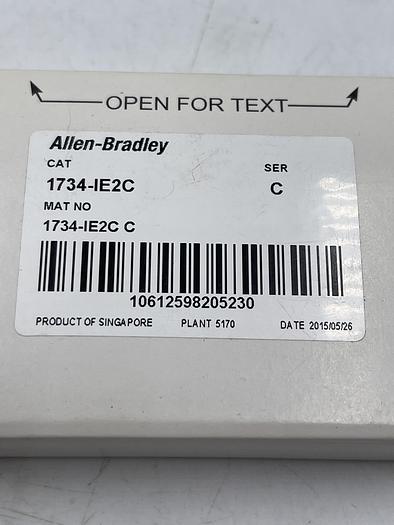 OPEN FOR TEXT
Allen-Bradley
CAT SER
1734-IE2C C
MAT NO
1734-IE2C C
10612598205230
PRODUCT OF SINGAPORE PLANT 5170 DATE 2015/05/26